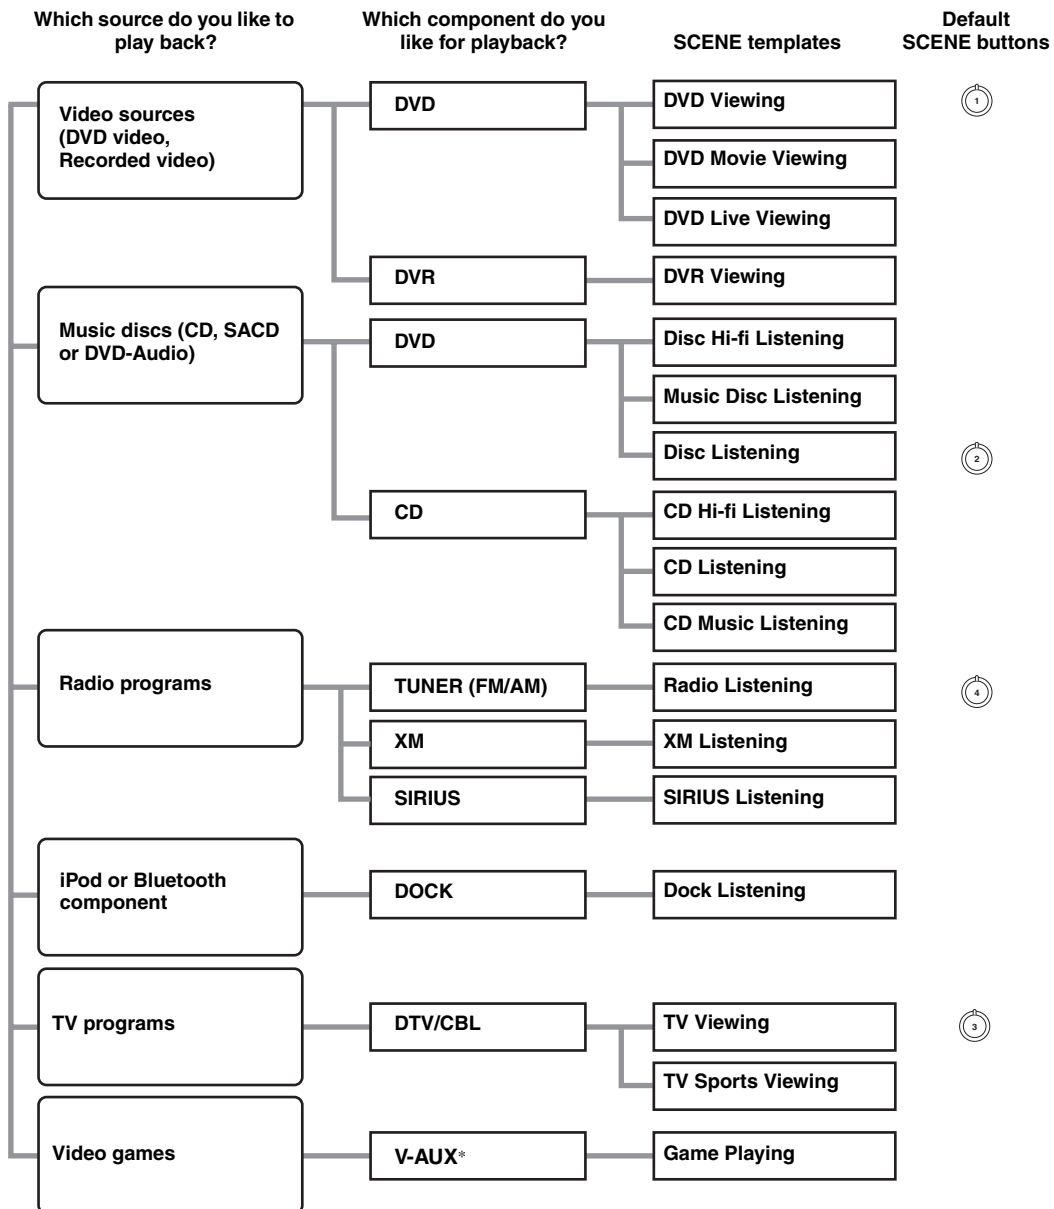 Which source do you like to
play back?
Which component do you
like for playback?
SCENE templates
Default
SCENE buttons
Video sources
(DVD video,
Recorded video)
DVD
DVD Viewing
1
DVD Movie Viewing
DVD Live Viewing
DVR
DVR Viewing
Music discs (CD, SACD
or DVD-Audio)
DVD
Disc Hi-fi Listening
Music Disc Listening
Disc Listening
2
CD
CD Hi-fi Listening
CD Listening
CD Music Listening
Radio programs
TUNER (FM/AM)
Radio Listening
4
XM
XM Listening
SIRIUS
SIRIUS Listening
iPod or Bluetooth
component
DOCK
Dock Listening
TV programs
DTV/CBL
TV Viewing
3
TV Sports Viewing
Video games
V-AUX*
Game Playing